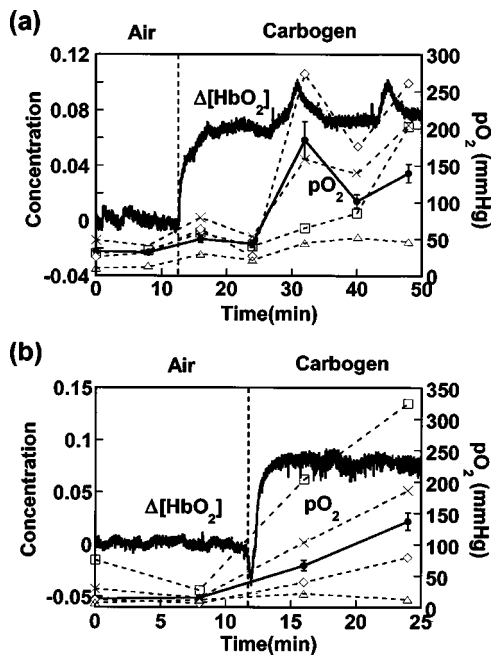 (a)
Air Carbogen
0.12 300
250
0.08 200
Δ[HbO₂]
150
0.04
pO₂
100
0
50
-0.04 0
0 10 20 30 40 50
Concentration
pO₂ (mmHg)
Time(min)
(b)
Air Carbogen
0.15 350
300
0.1
250
200
0.05
Δ[HbO₂] pO₂
150
0 100
50
-0.05 0
0 5 10 15 20 25
Concentration
pO₂ (mmHg)
Time(min)